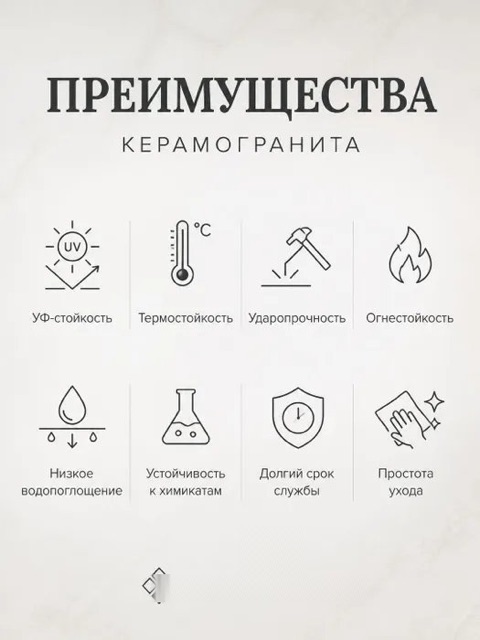 ПРЕИМУЩЕСТВА
КЕРАМОГРАНИТА
UV
°C
УФ-стойкость
Термостойкость
Ударопрочность
Огнестойкость
Низкое
водопоглощение
Устойчивость
к химикатам
Долгий срок
службы
Простота
ухода